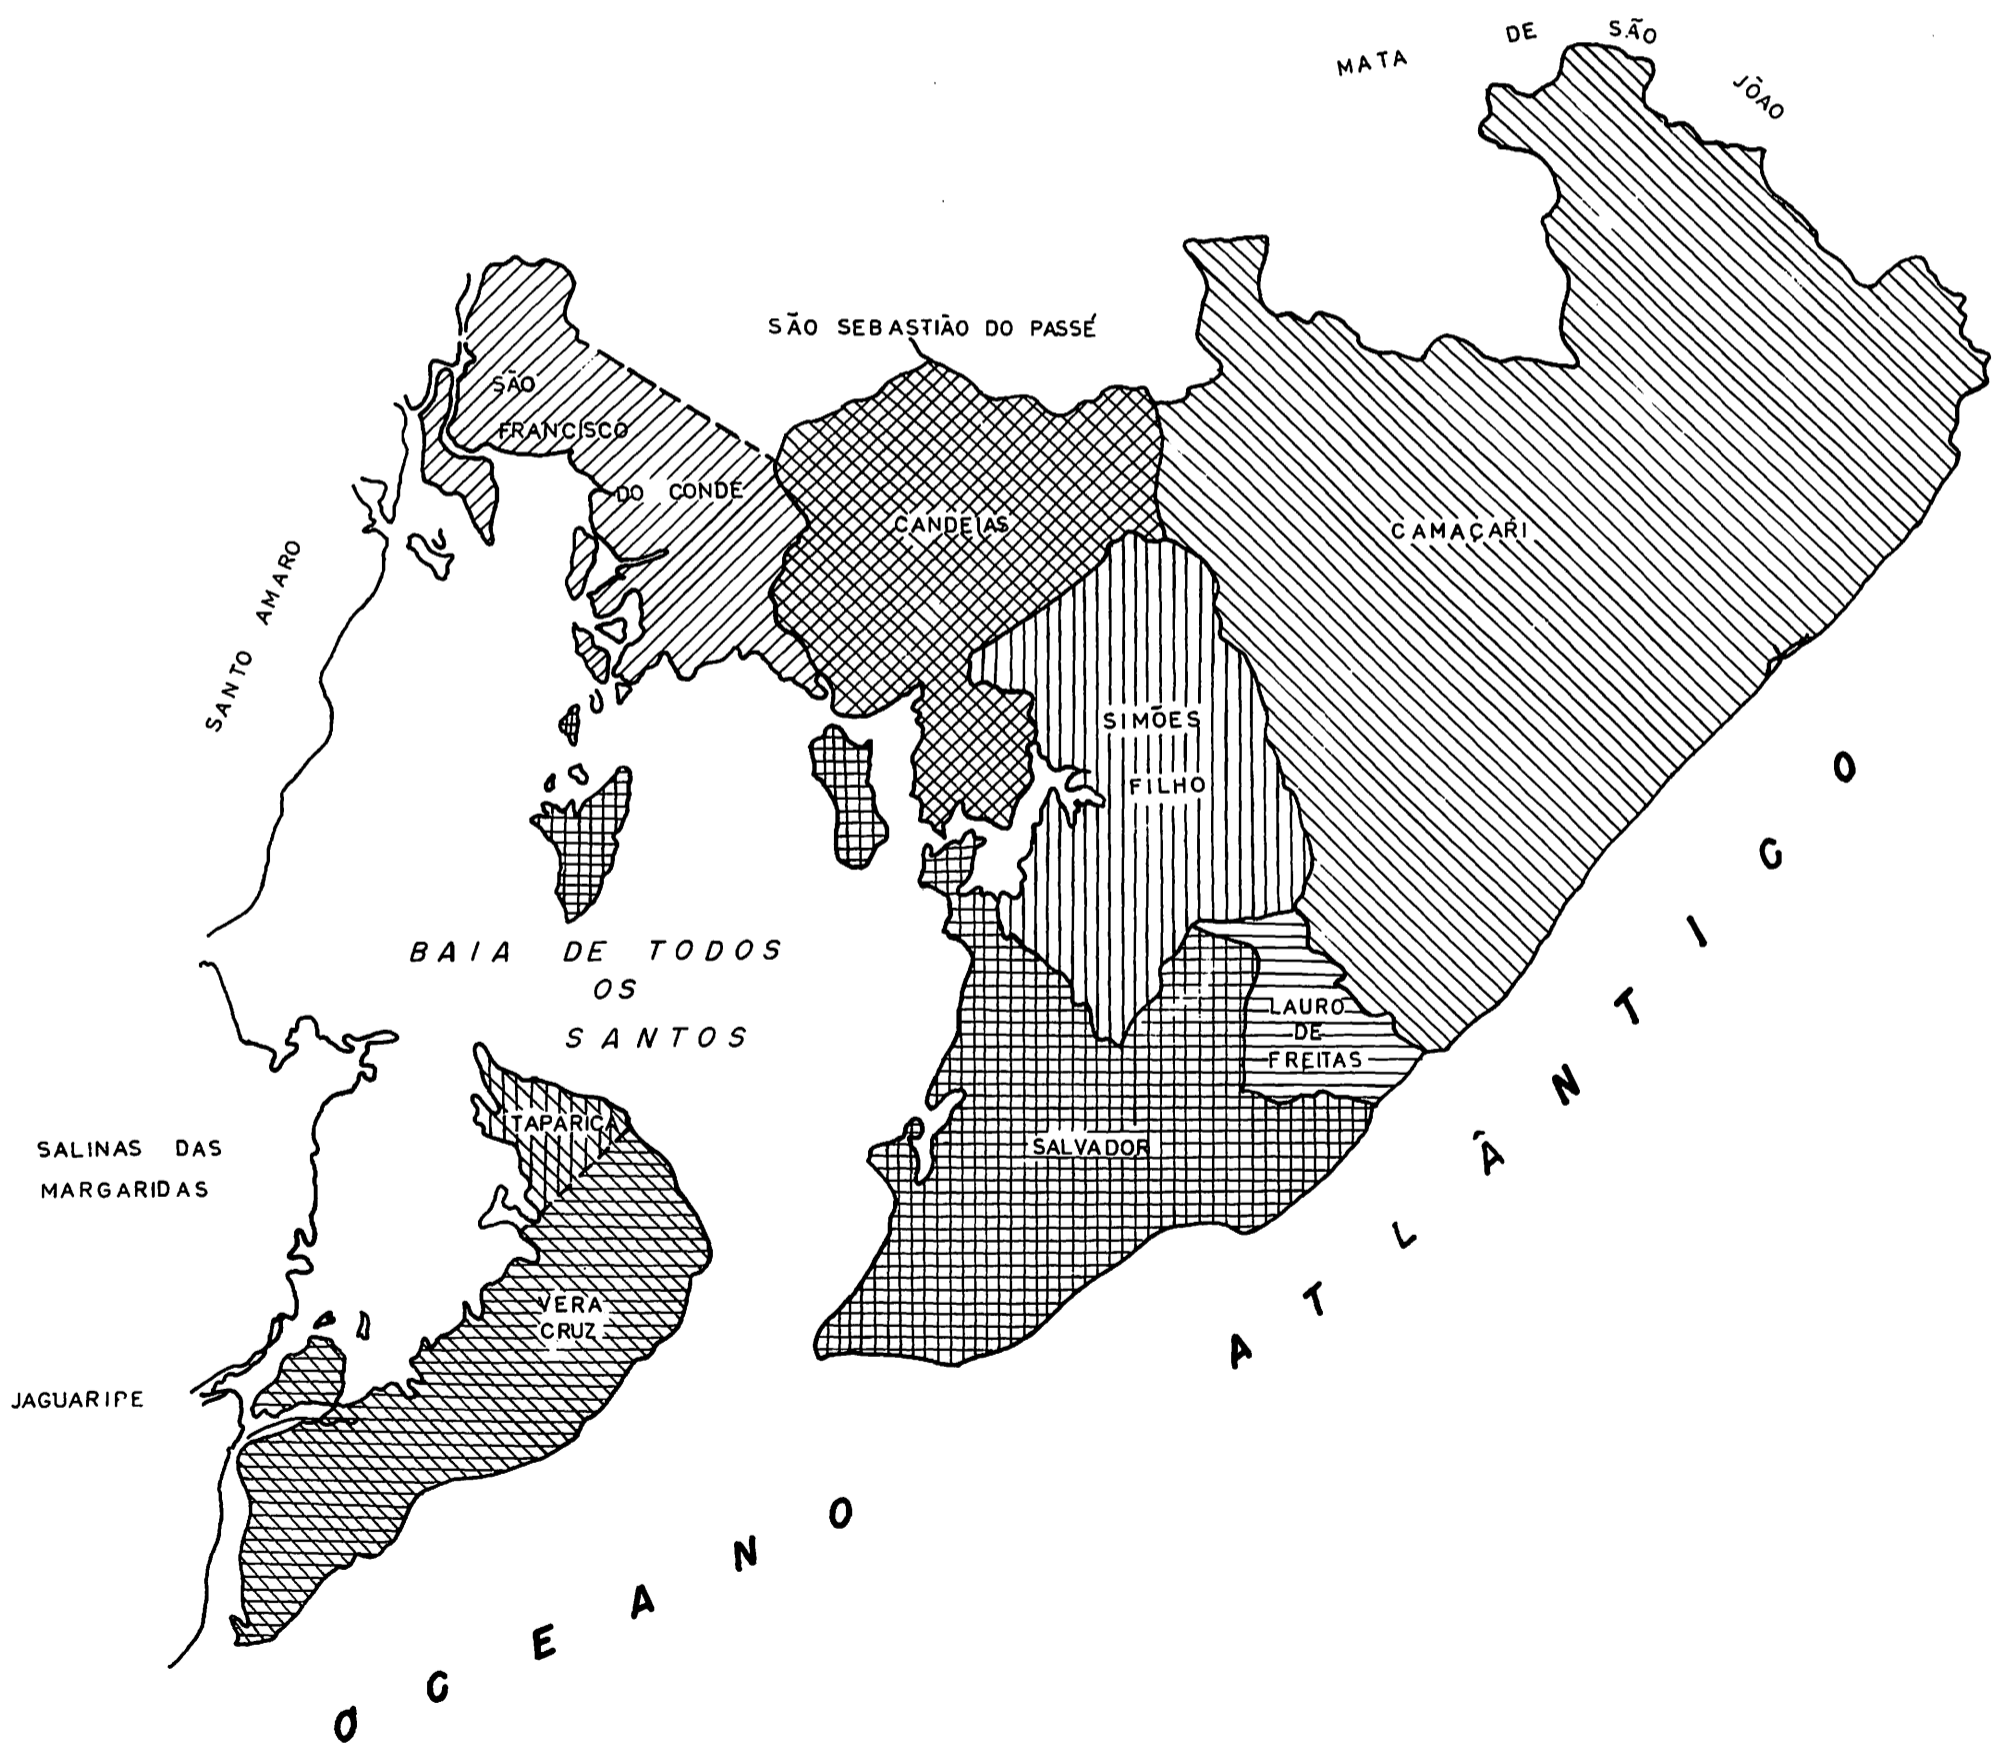 MATA DE SÃO JÕAO
SÃO SEBASTIÃO DO PASSÉ
SÃO
FRANCISCO
DO CONDE
CANDEIAS
CAMAÇARI
SANTO AMARO
SIMÕES
FILHO
BAIA DE TODOS
OS
SANTOS
LAURO
DE
FREITAS
TAPARICA
SALVADOR
SALINAS DAS
MARGARIDAS
VERA
CRUZ
JAGUARIPE
OCEANO ATLÂNTICO